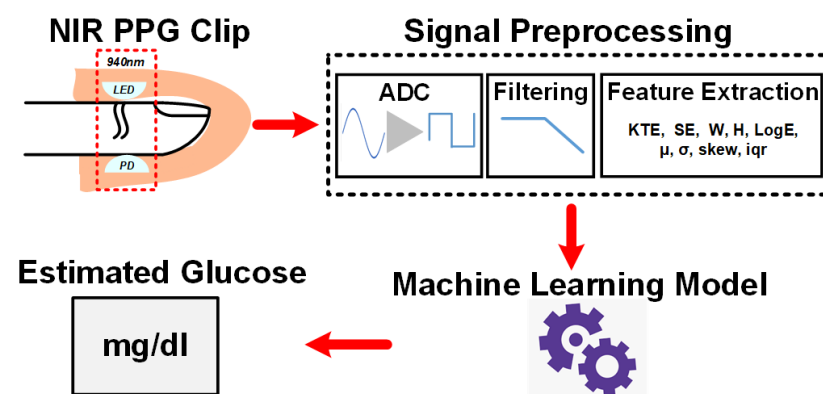 NIR PPG Clip
940nm
LED
PD
Signal Preprocessing
ADC
Filtering
Feature Extraction
KTE, SE, W, H, LogE,
μ, σ, skew, iqr
Machine Learning Model
Estimated Glucose
mg/dl